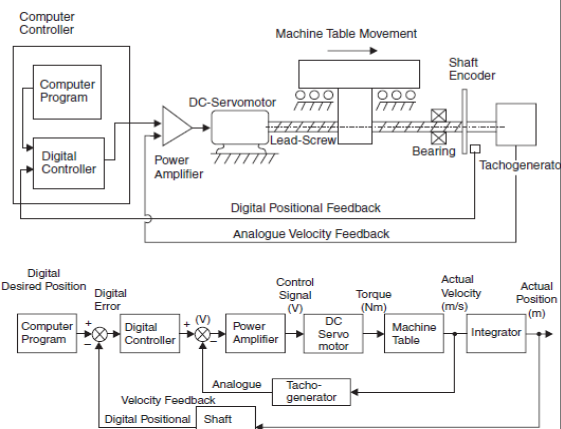 Computer
Controller
Machine Table Movement
Shaft
Encoder
Computer
Program
DC-Servomotor
Digital
Controller
Power
Amplifier
Lead-Screw
Bearing
Tachogenerato
Digital Positional Feedback
Analogue Velocity Feedback
Digital
Desired Position
Digital
Error
Control
Signal
(V)
Torque
(Nm)
Actual
Velocity
(m/s)
Actual
Position
(m)
Computer
Program
+
–
Digital
Controller
+
(V)
–
Power
Amplifier
DC
Servo
motor
Machine
Table
Integrator
Analogue
Tacho-
generator
Velocity Feedback
Digital Positional
Shaft